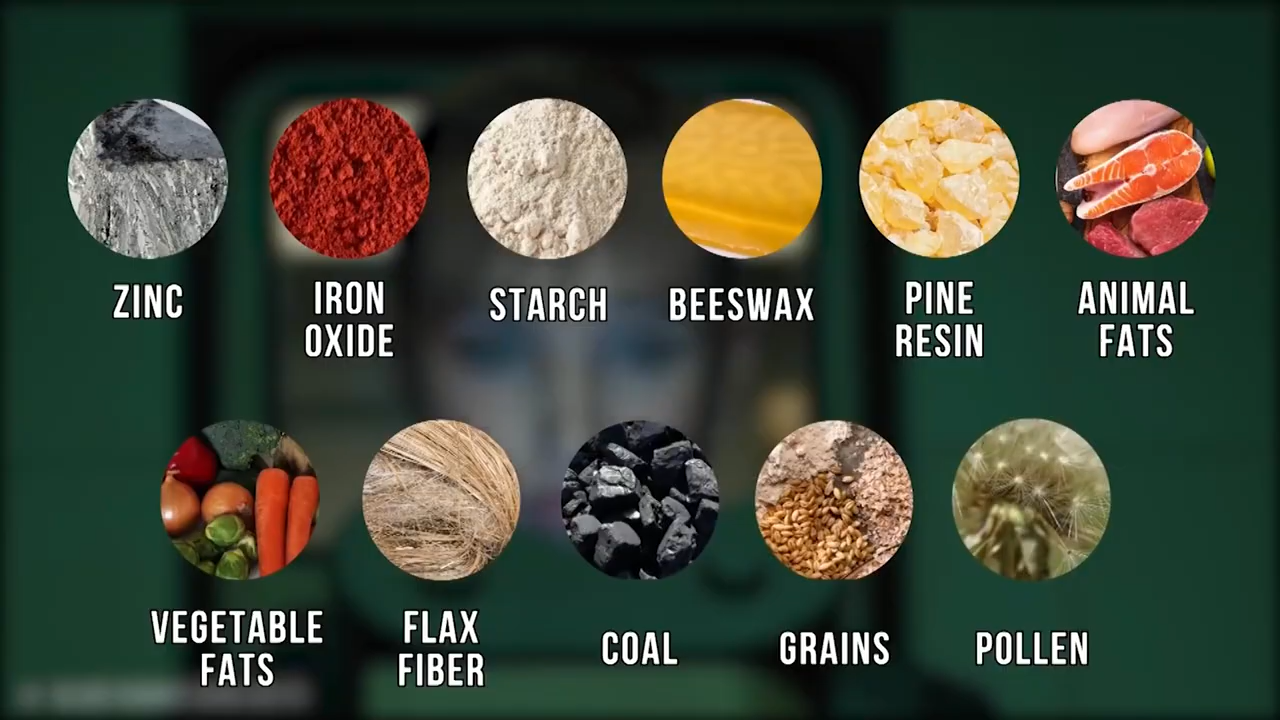 ZINC
IRON
OXIDE
STARCH
BEESWAX
PINE
RESIN
ANIMAL
FATS
VEGETABLE
FATS
FLAX
FIBER
COAL
GRAINS
POLLEN